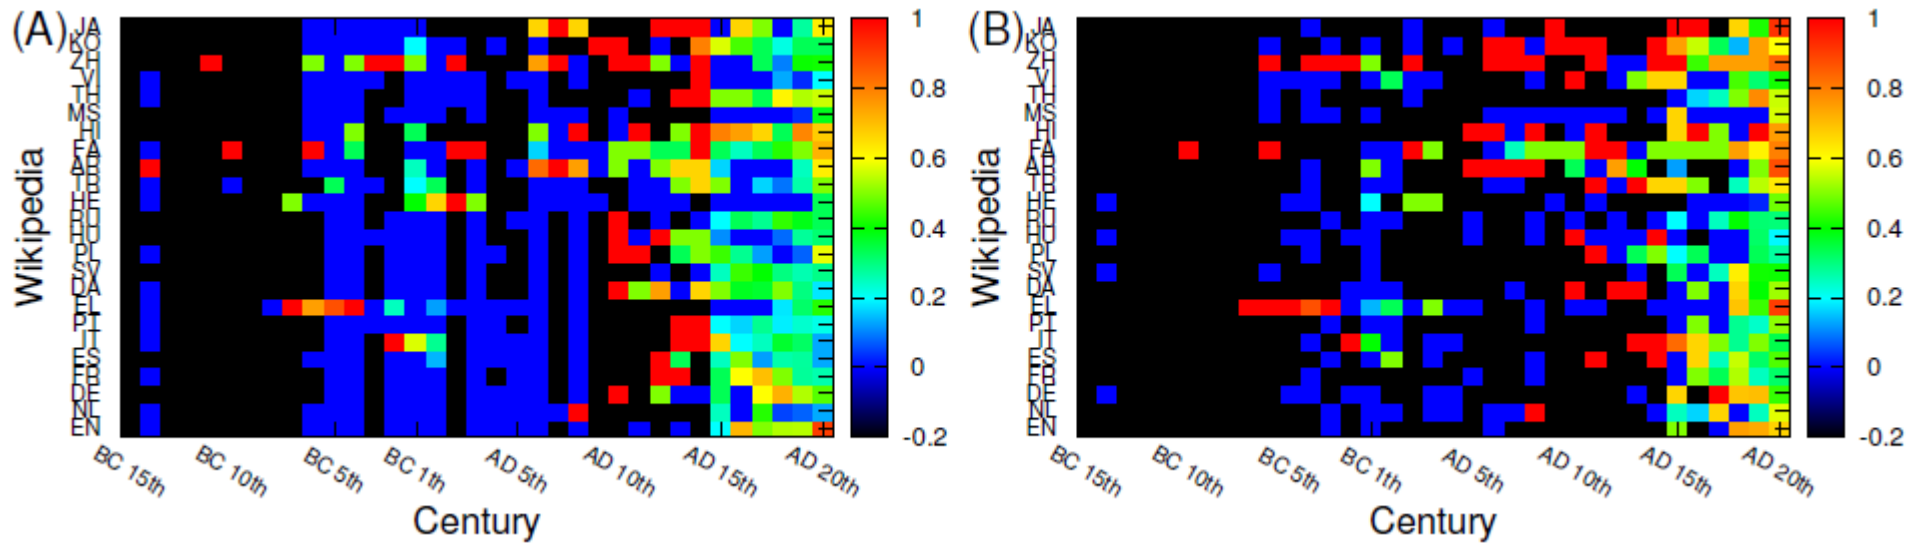 (A)
Wikipedia
JA
KO
ZH
VI
TH
MS
HI
FA
AR
TR
HE
RU
HU
PL
SV
DA
EL
PT
IT
ES
FR
DE
NL
EN
BC 15th
BC 10th
BC 5th
BC 1th
AD 5th
AD 10th
AD 15th
AD 20th
Century
1
0.8
0.6
0.4
0.2
0
-0.2
(B)
Wikipedia
JA
KO
ZH
VI
TH
MS
HI
FA
AR
TR
HE
RU
HU
PL
SV
DA
EL
PT
IT
ES
FR
DE
NL
EN
BC 15th
BC 10th
BC 5th
BC 1th
AD 5th
AD 10th
AD 15th
AD 20th
Century
1
0.8
0.6
0.4
0.2
0
-0.2